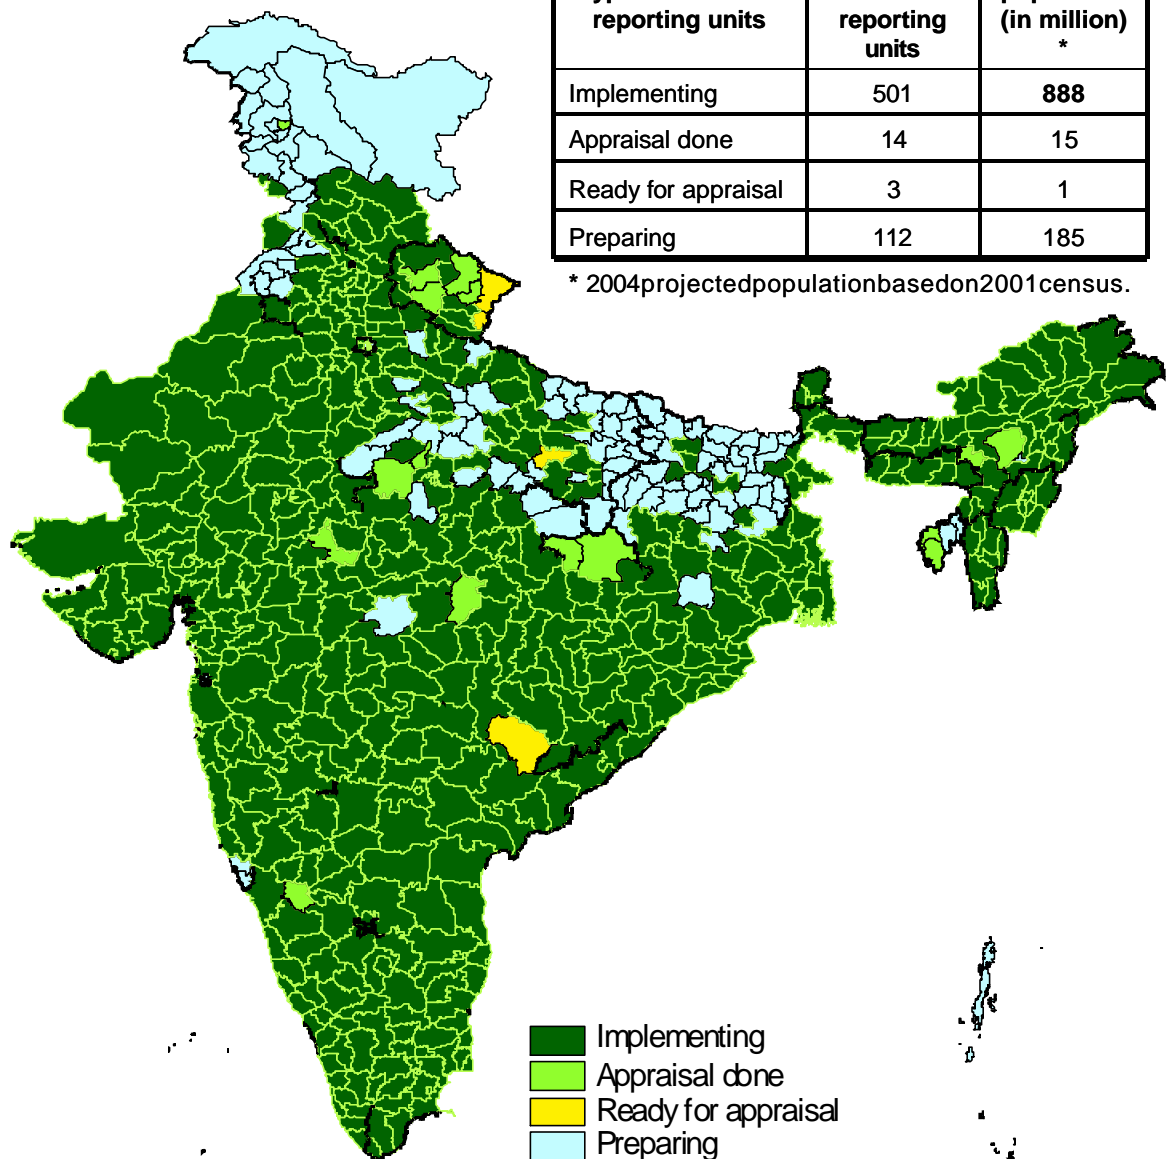 reporting units
reporting units
(in million)
*
Implementing 501 888
Appraisal done 14 15
Ready for appraisal 3 1
Preparing 112 185
* 2004projectedpopulationbasedon2001census.
Implementing
Appraisal done
Ready for appraisal
Preparing